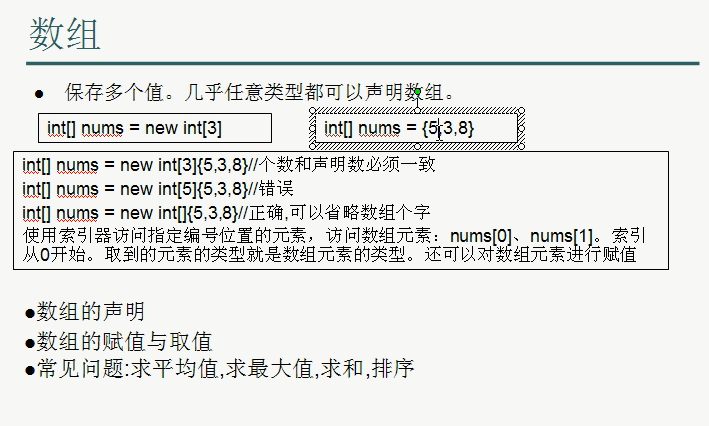 数组
● 保存多个值。几乎任意类型都可以声明数组。
int[] nums = new int[3]
int[] nums = {5,3,8}
int[] nums = new int[3]{5,3,8}//个数和声明数必须一致
int[] nums = new int[5]{5,3,8}//错误
int[] nums = new int[]{5,3,8}//正确,可以省略数组个字
使用索引器访问指定编号位置的元素，访问数组元素：nums[0]、nums[1]。索引
从0开始。取到的元素的类型就是数组元素的类型。还可以对数组元素进行赋值
●数组的声明
●数组的赋值与取值
●常见问题:求平均值,求最大值,求和,排序